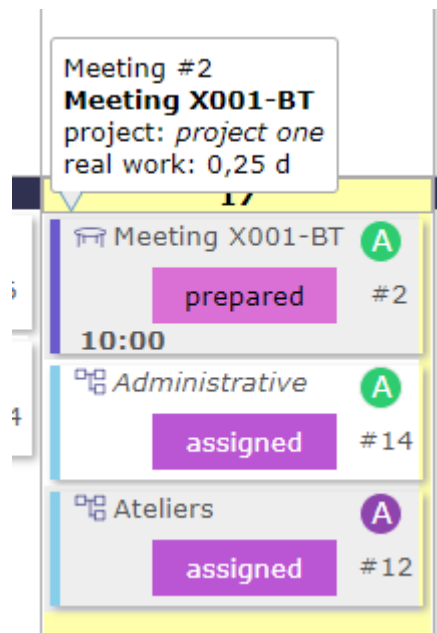 Meeting #2
Meeting X001-BT
project: project one
real work: 0,25 d
17
Meeting X001-BT A
prepared #2
10:00
Administrative A
assigned #14
4
Ateliers A
assigned #12